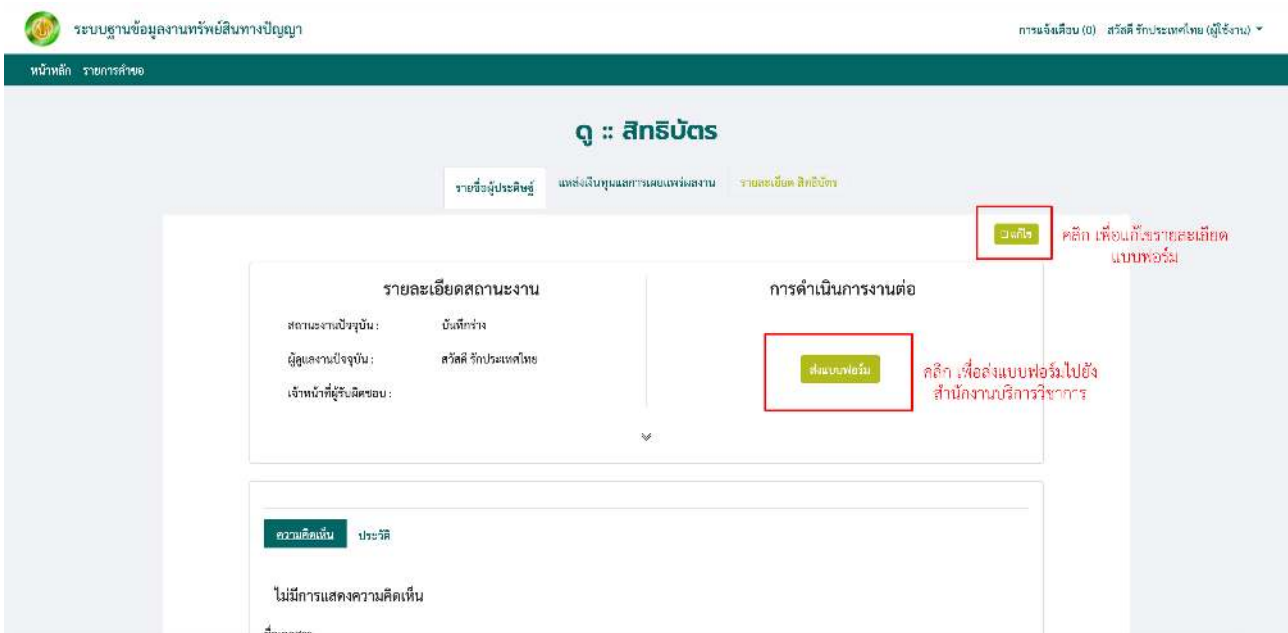 ระบบฐานข้อมูลงานทรัพย์สินทางปัญญา
การแจ้งเตือน (0) สวัสดี รักประเทศไทย (ผู้ใช้งาน)
หน้าหลัก รายการคำขอ
ดู :: สิทธิบัตร
รายชื่อผู้ประดิษฐ์ แหล่งเงินทุนแลการเผยแพร่ผลงาน รายละเอียด สิทธิบัตร
แก้ไข
คลิก เพื่อแก้ไขรายละเอียด
แบบฟอร์ม
รายละเอียดสถานะงาน
การดำเนินการงานต่อ
สถานะงานปัจจุบัน : บันทึกร่าง
ผู้ดูแลงานปัจจุบัน : สวัสดี รักประเทศไทย
เจ้าหน้าที่ผู้รับผิดชอบ :
ส่งแบบฟอร์ม
คลิก เพื่อส่งแบบฟอร์มไปยัง
สำนักงานบริการวิชาการ
ความคิดเห็น ประวัติ
ไม่มีการแสดงความคิดเห็น